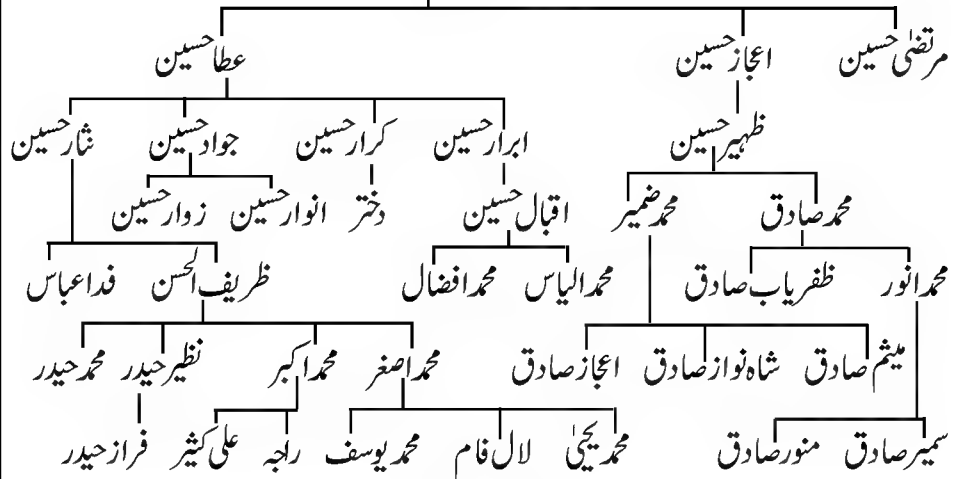 مرتضیٰ حسین اعجاز حسین عطا حسین
ظہیر حسین ابرار حسین کرار حسین جواد حسین نثار حسین
محمد صادق محمد ضمیر اقبال حسین دختر انوار حسین زوار حسین
محمد انور ظفریاب صادق محمد الیاس محمد افضال ظریف الحسن فدا عباس
میثم صادق شاہ نواز صادق اعجاز صادق محمد اصغر محمد اکبر نظیر حیدر محمد حیدر
سمیر صادق منور صادق محمد یحییٰ لال فام محمد یوسف راجہ علی کثیر فراز حیدر